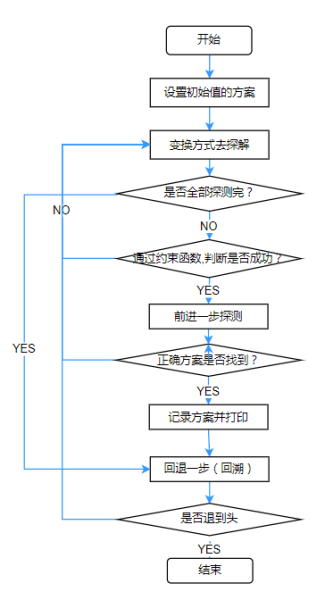 开始
设置初始值的方案
变换方式去探解
是否全部探测完？
NO
NO
通过约束函数,判断是否成功？
YES
前进一步探测
YES
正确方案是否找到？
YES
记录方案并打印
回退一步（回溯）
是否退到头
YES
结束